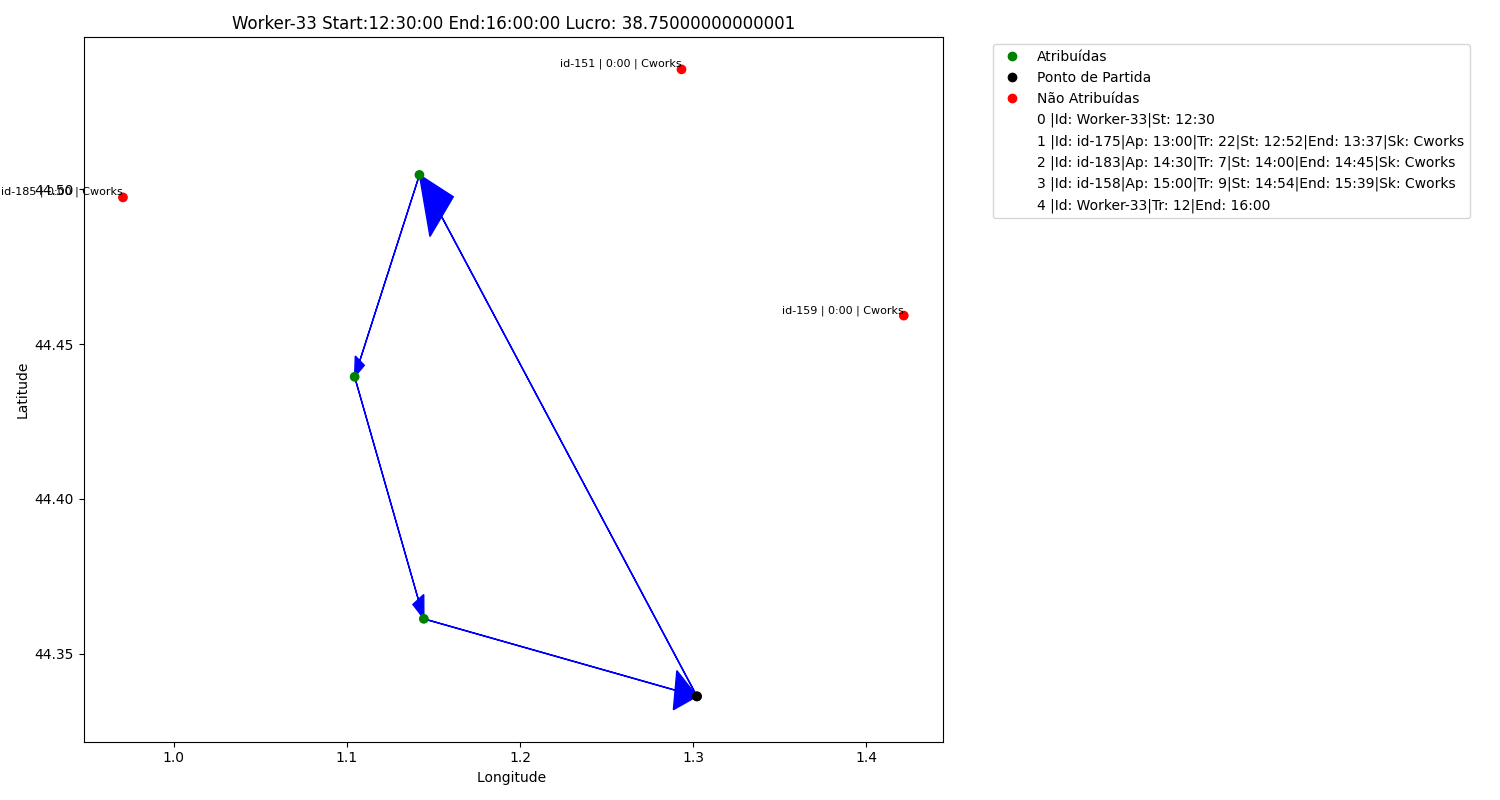 Worker-33 Start:12:30:00 End:16:00:00 Lucro: 38.75000000000001
id-151 | 0:00 | Cworks
id-185 | 0:00 | Cworks
44.50
id-159 | 0:00 | Cworks
44.45
44.40
44.35
Latitude
1.0 1.1 1.2 1.3 1.4
Longitude
Atribuídas
Ponto de Partida
Não Atribuídas
0 |Id: Worker-33|St: 12:30
1 |Id: id-175|Ap: 13:00|Tr: 22|St: 12:52|End: 13:37|Sk: Cworks
2 |Id: id-183|Ap: 14:30|Tr: 7|St: 14:00|End: 14:45|Sk: Cworks
3 |Id: id-158|Ap: 15:00|Tr: 9|St: 14:54|End: 15:39|Sk: Cworks
4 |Id: Worker-33|Tr: 12|End: 16:00